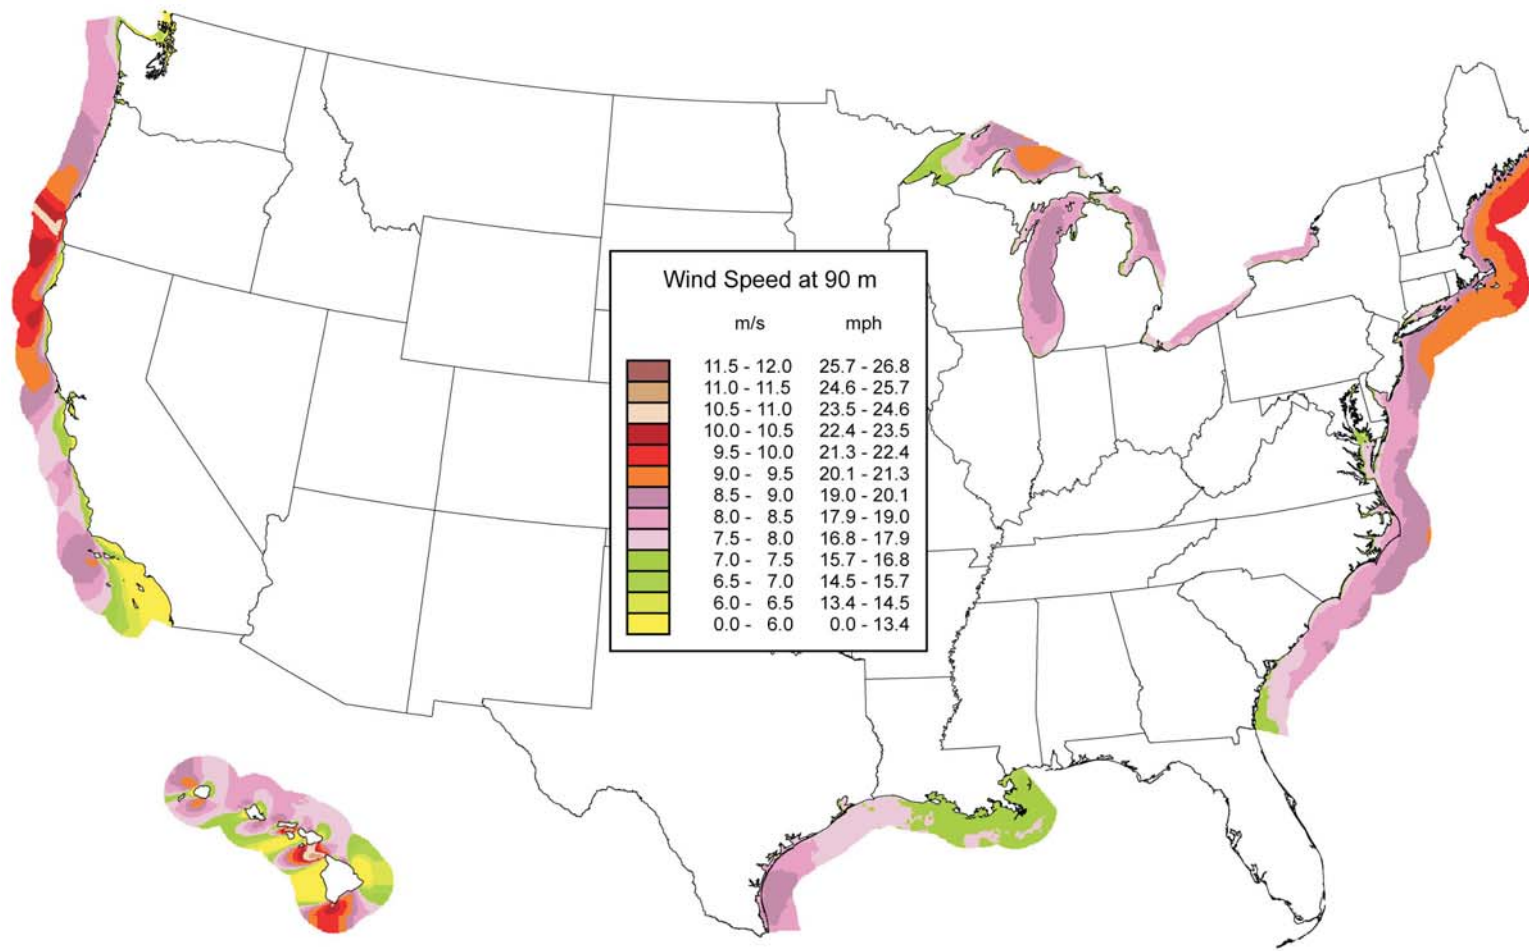 Wind Speed at 90 m
m/s mph
11.5 - 12.0 25.7 - 26.8
11.0 - 11.5 24.6 - 25.7
10.5 - 11.0 23.5 - 24.6
10.0 - 10.5 22.4 - 23.5
9.5 - 10.0 21.3 - 22.4
9.0 - 9.5 20.1 - 21.3
8.5 - 9.0 19.0 - 20.1
8.0 - 8.5 17.9 - 19.0
7.5 - 8.0 16.8 - 17.9
7.0 - 7.5 15.7 - 16.8
6.5 - 7.0 14.5 - 15.7
6.0 - 6.5 13.4 - 14.5
0.0 - 6.0 0.0 - 13.4